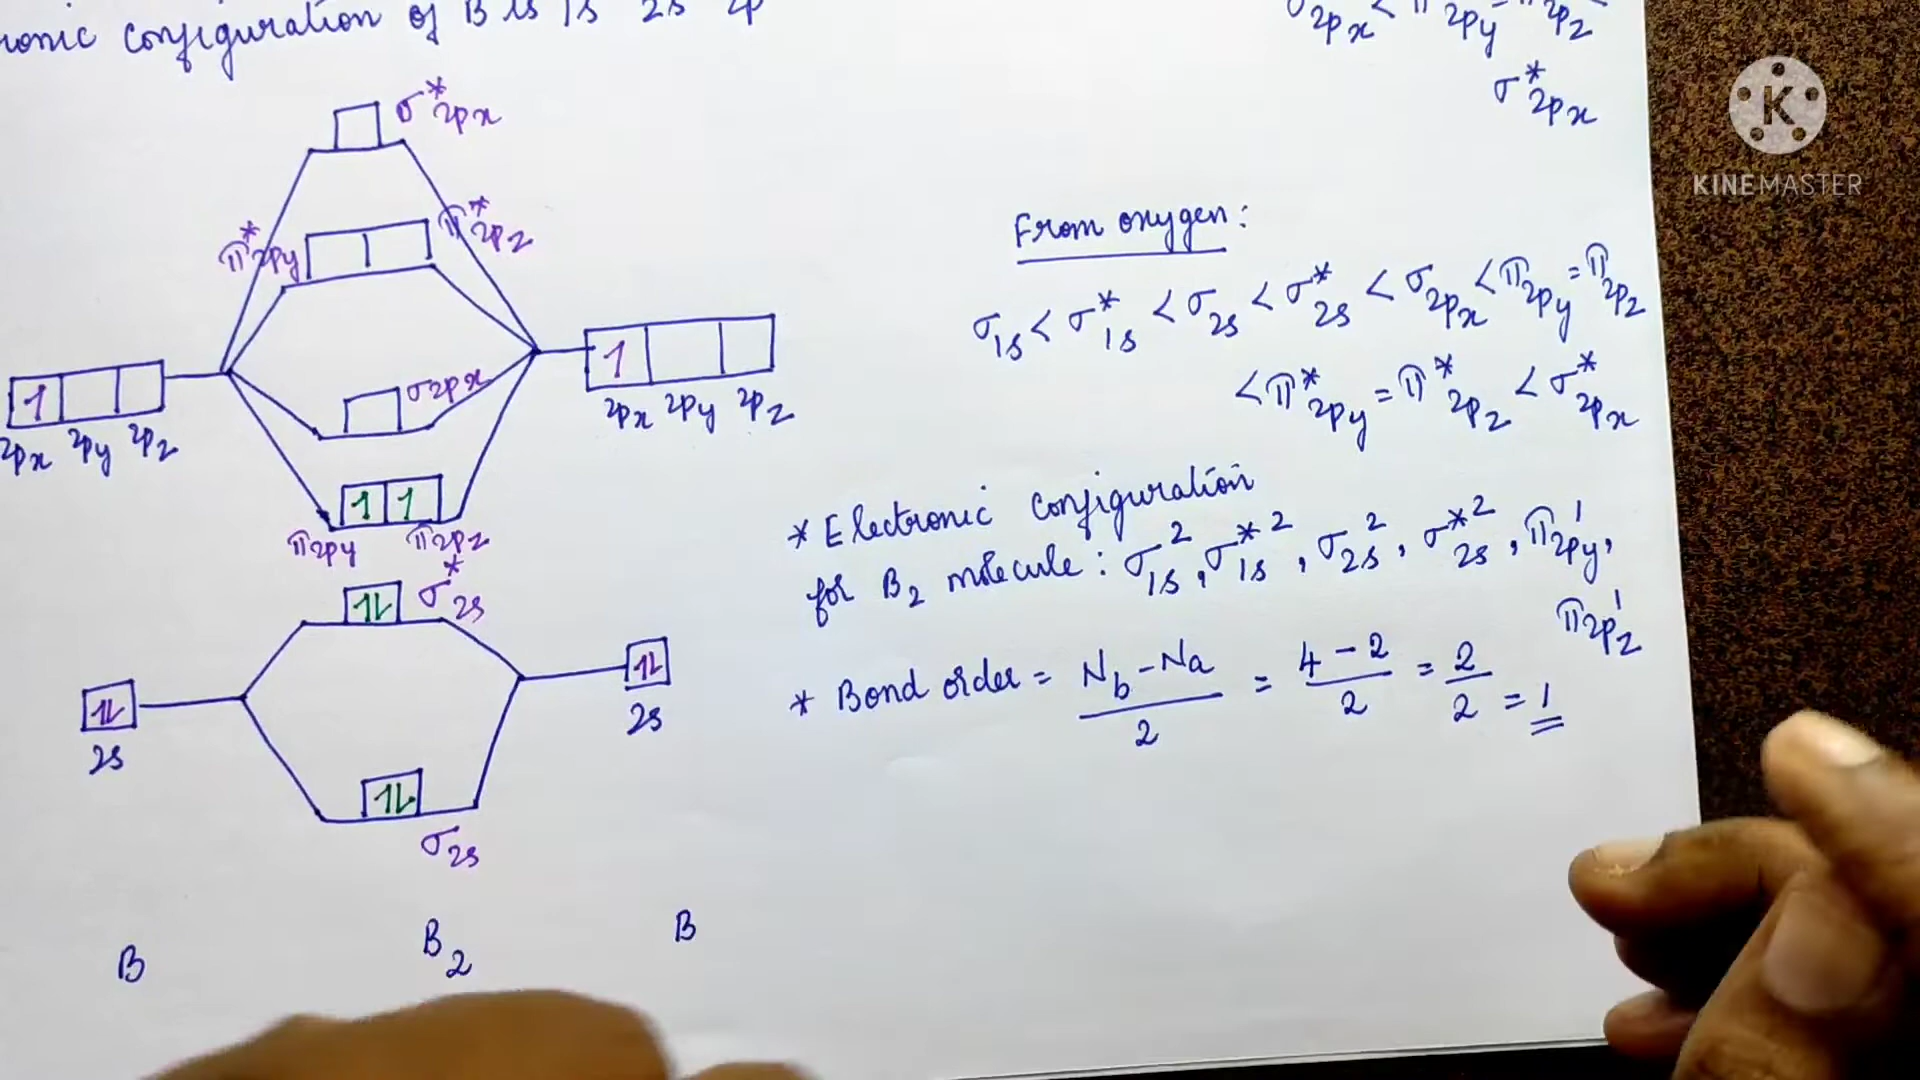 configuration of B is 1s 2s 2p
σ2px < π2py = π2pz
σ*2px
K
KINEMASTER
σ*2px
π*2py π*2pz
From oxygen:
σ1s < σ*1s < σ2s < σ*2s < σ2px < π2py = π2pz
< π*2py = π*2pz < σ*2px
1 1
σ2px
2px 2py 2pz 2px 2py 2pz
1 1
π2py π2pz
* Electronic configuration
for B2 molecule: σ1s², σ*1s², σ2s², σ*2s², π2py¹,
π2pz¹
1L σ*2s
* Bond order = Nb - Na / 2 = 4 - 2 / 2 = 2 / 2 = 1
1L 1L
2s 2s
1L
σ2s
B B2 B